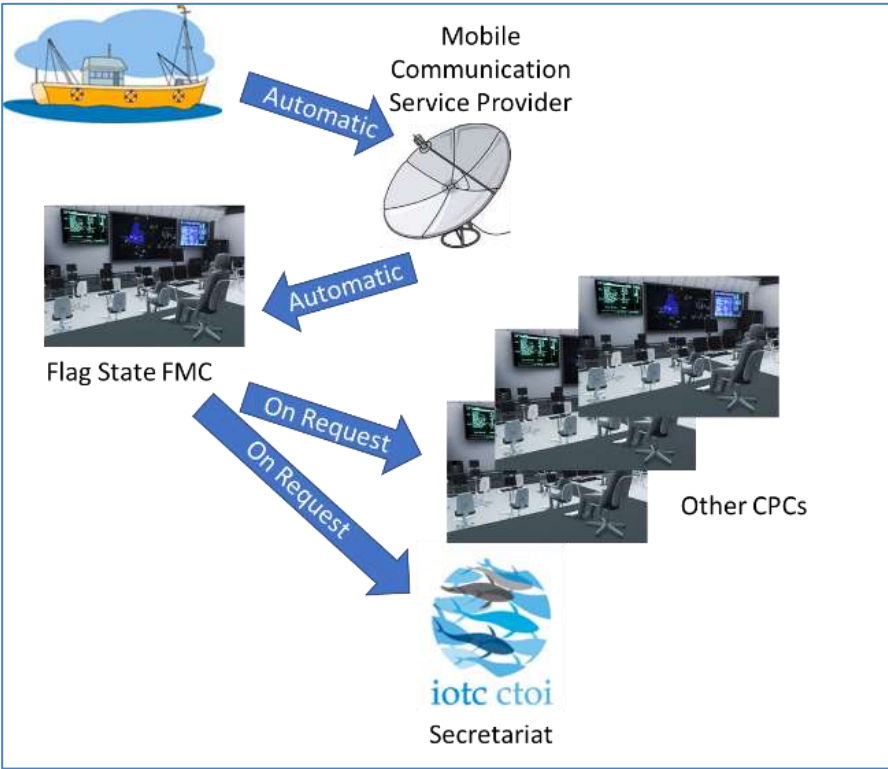 Mobile
Communication
Service Provider
Automatic
Automatic
Flag State FMC
On Request
On Request
Other CPCs
iotc ctoi
Secretariat